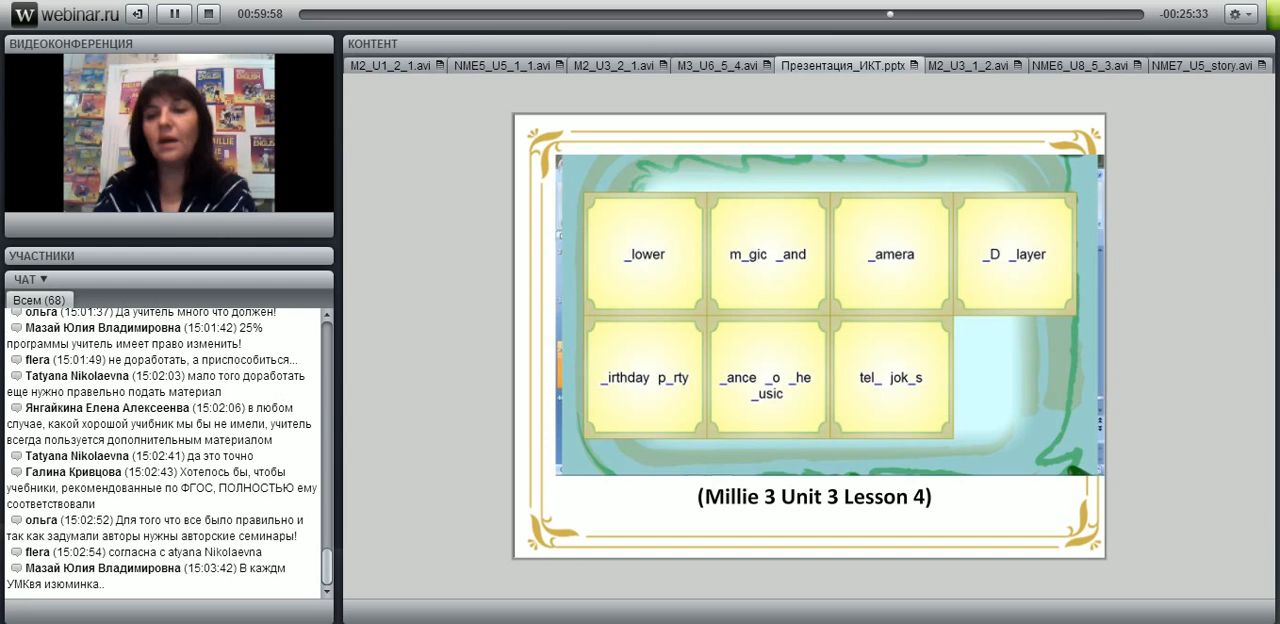 webinar.ru
00:59:58
-00:25:33
ВИДЕОКОНФЕРЕНЦИЯ
УЧАСТНИКИ
ЧАТ ▼
Всем (68)
ольга (15:01:37) Да учитель много что должен!
Мазай Юлия Владимировна (15:01:42) 25%
программы учитель имеет право изменить!
flera (15:01:49) не доработать, а приспособиться...
Tatyana Nikolaevna (15:02:03) мало того доработать
еще нужно правельно подать материал
Янгайкина Елена Алексеенва (15:02:06) в любом
случае, какой хорошой учибник мы бы не имели, учитель
всегда пользуется дополнительным материалом
Tatyana Nikolaevna (15:02:41) да это точно
Галина Кривцова (15:02:43) Хотелось бы, чтобы
учебники, рекомендованные по ФГОС, ПОЛНОСТЬЮ ему
соответствовали
ольга (15:02:52) Для того что все было правильно и
так как задумали авторы нужны авторские семинары!
flera (15:02:54) согласна с atyana Nikolaevna
Мазай Юлия Владимировна (15:03:42) В каждм
УМКвя изюминка..
КОНТЕНТ
M2_U1_2_1.avi NME5_U5_1_1.avi M2_U3_2_1.avi M3_U6_5_4.avi Презентация_ИКТ.pptx M2_U3_1_2.avi NME6_U8_5_3.avi NME7_U5_story.avi
_lower m_gic _and _amera _D _layer
_irthday p_rty
_ance _o _he
_usic
tel_ jok_s
(Millie 3 Unit 3 Lesson 4)